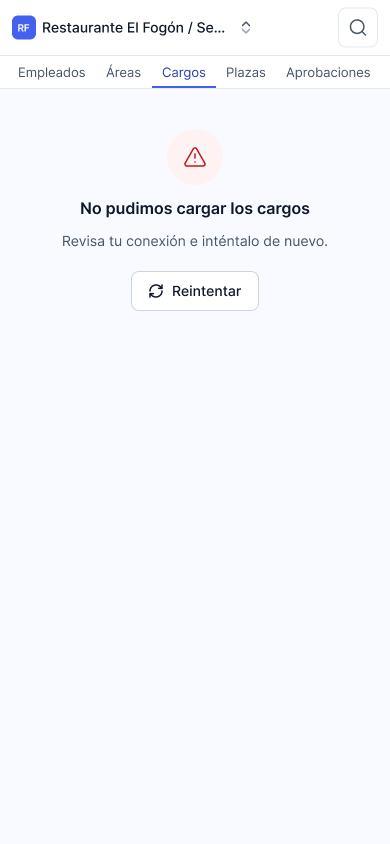 RF Restaurante El Fogón / Se...
Empleados Áreas Cargos Plazas Aprobaciones
No pudimos cargar los cargos
Revisa tu conexión e inténtalo de nuevo.
Reintentar